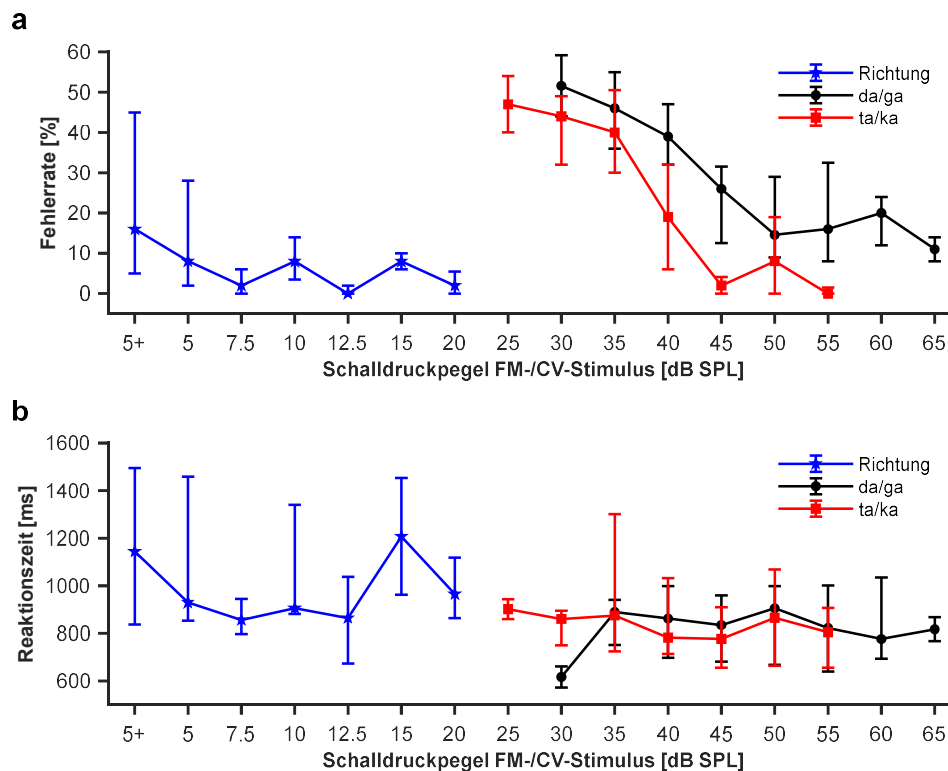 a
60
50
40
30
20
10
0
Fehlerrate [%]
Richtung
da/ga
ta/ka
5+ 5 7.5 10 12.5 15 20 25 30 35 40 45 50 55 60 65
Schalldruckpegel FM-/CV-Stimulus [dB SPL]
b
1600
1400
1200
1000
800
600
Reaktionszeit [ms]
Richtung
da/ga
ta/ka
5+ 5 7.5 10 12.5 15 20 25 30 35 40 45 50 55 60 65
Schalldruckpegel FM-/CV-Stimulus [dB SPL]